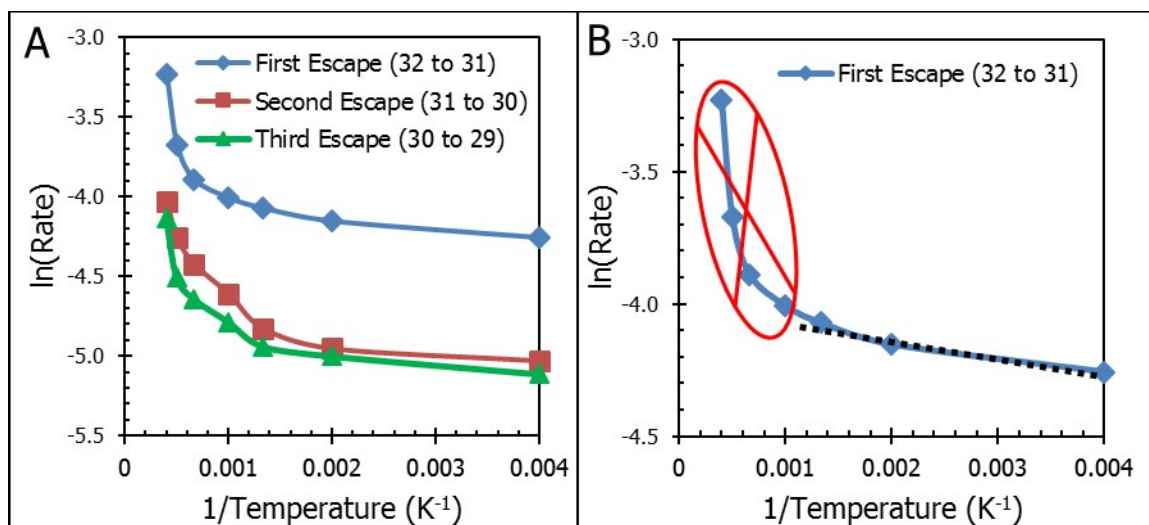 A
-3.0
-3.5
-4.0
-4.5
-5.0
-5.5
ln(Rate)
First Escape (32 to 31)
Second Escape (31 to 30)
Third Escape (30 to 29)
0 0.001 0.002 0.003 0.004
1/Temperature (K⁻¹)
B
-3.0
-3.5
-4.0
-4.5
ln(Rate)
First Escape (32 to 31)
0 0.001 0.002 0.003 0.004
1/Temperature (K⁻¹)